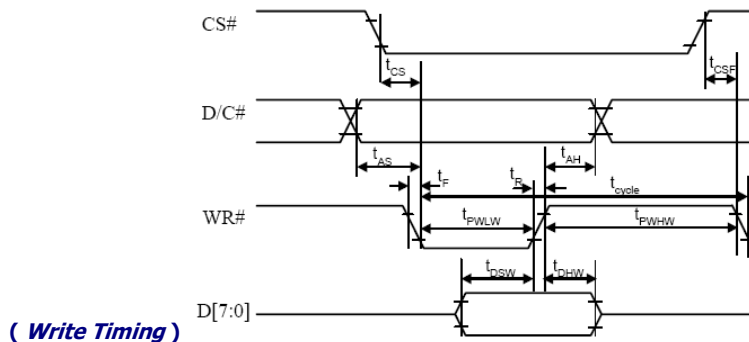 CS#
tCS
tCSF
D/C#
tAS
tAH
tF
tR
tcycle
WR#
tPWLW
tPWHW
tDSW
tDHW
D[7:0]
( Write Timing )